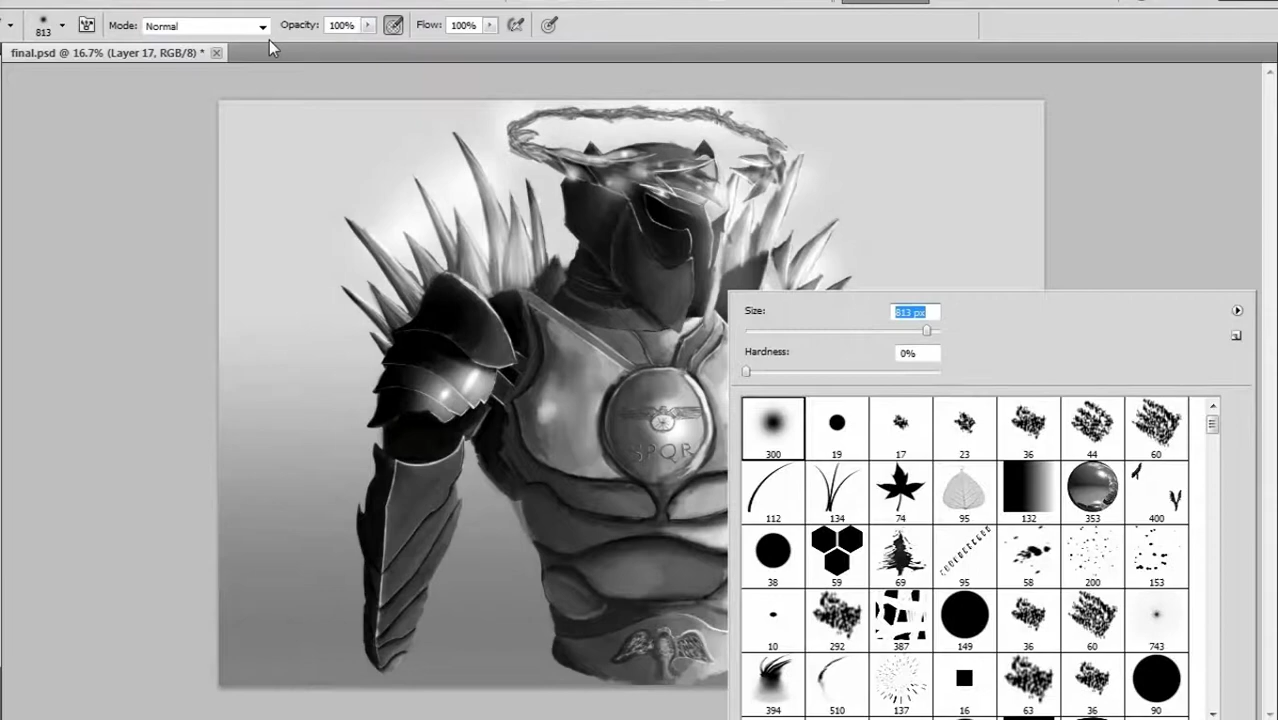 813 Mode: Normal Opacity: 100% Flow: 100%
final.psd @ 16.7% (Layer 17, RGB/8) *
SPQR
Size: 813 px
Hardness: 0%
300 19 17 23 36 44 60
112 134 74 95 132 353 400
38 59 69 95 58 200 153
10 292 387 149 36 60 743
394 510 137 16 63 36 90